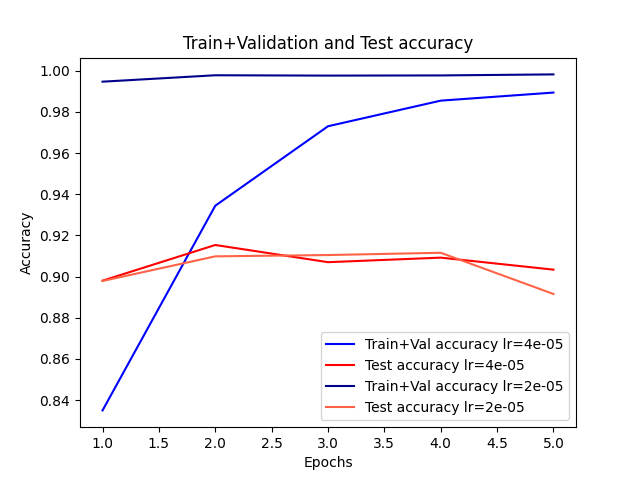 Train+Validation and Test accuracy
Accuracy
1.00
0.98
0.96
0.94
0.92
0.90
0.88
0.86
0.84
Train+Val accuracy lr=4e-05
Test accuracy lr=4e-05
Train+Val accuracy lr=2e-05
Test accuracy lr=2e-05
1.0 1.5 2.0 2.5 3.0 3.5 4.0 4.5 5.0
Epochs